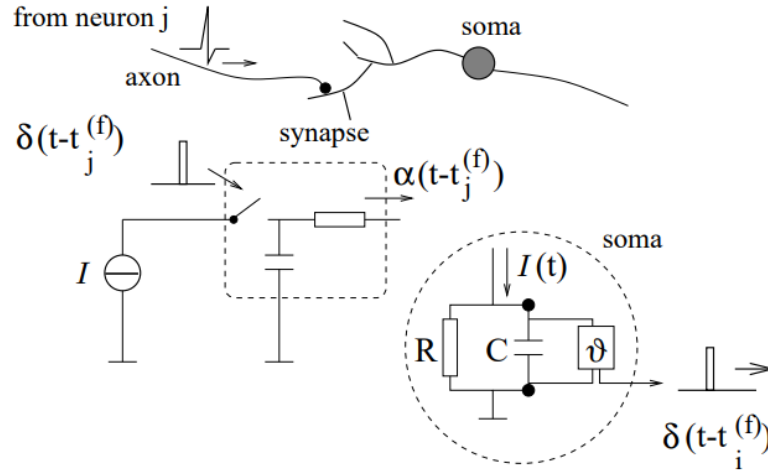 from neuron j
axon
soma
synapse
δ(t-t_j^(f))
α(t-t_j^(f))
I
soma
I(t)
R
C
ϑ
δ(t-t_i^(f))